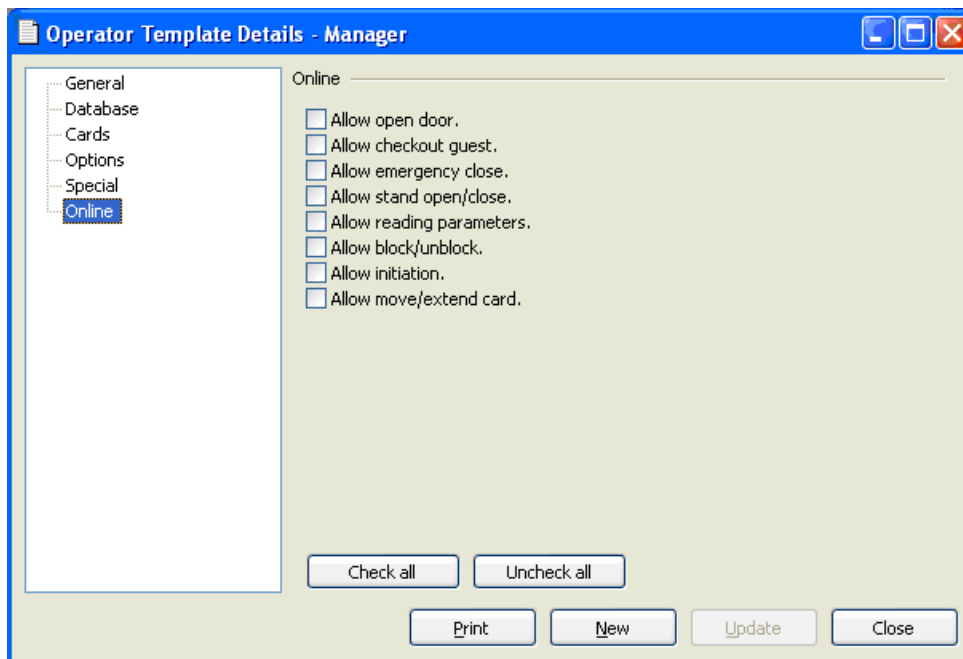 Operator Template Details - Manager
General
Database
Cards
Options
Special
Online
Online
Allow open door.
Allow checkout guest.
Allow emergency close.
Allow stand open/close.
Allow reading parameters.
Allow block/unblock.
Allow initiation.
Allow move/extend card.
Check all
Uncheck all
Print
New
Update
Close